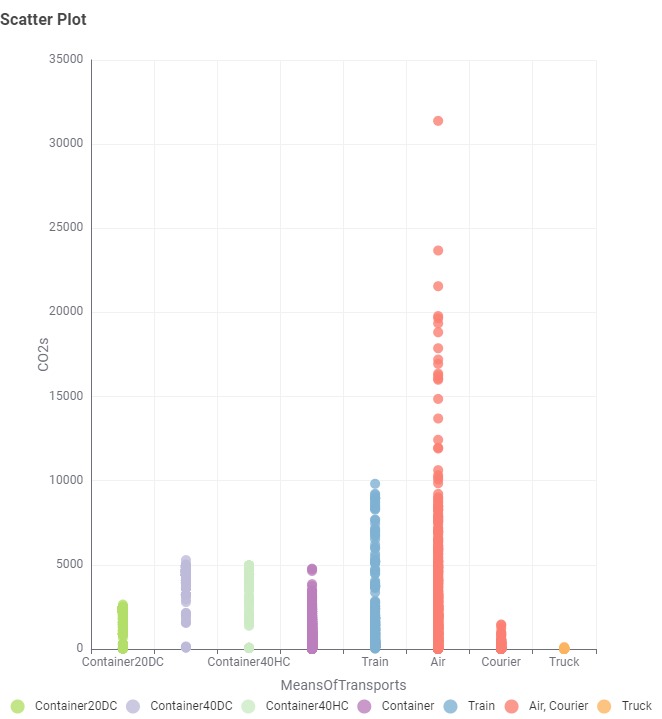 Scatter Plot
35000
30000
25000
20000
15000
10000
5000
0
CO2s
Container20DC Container40HC Train Air Courier Truck
MeansOfTransports
Container20DC Container40DC Container40HC Container Train Air, Courier Truck